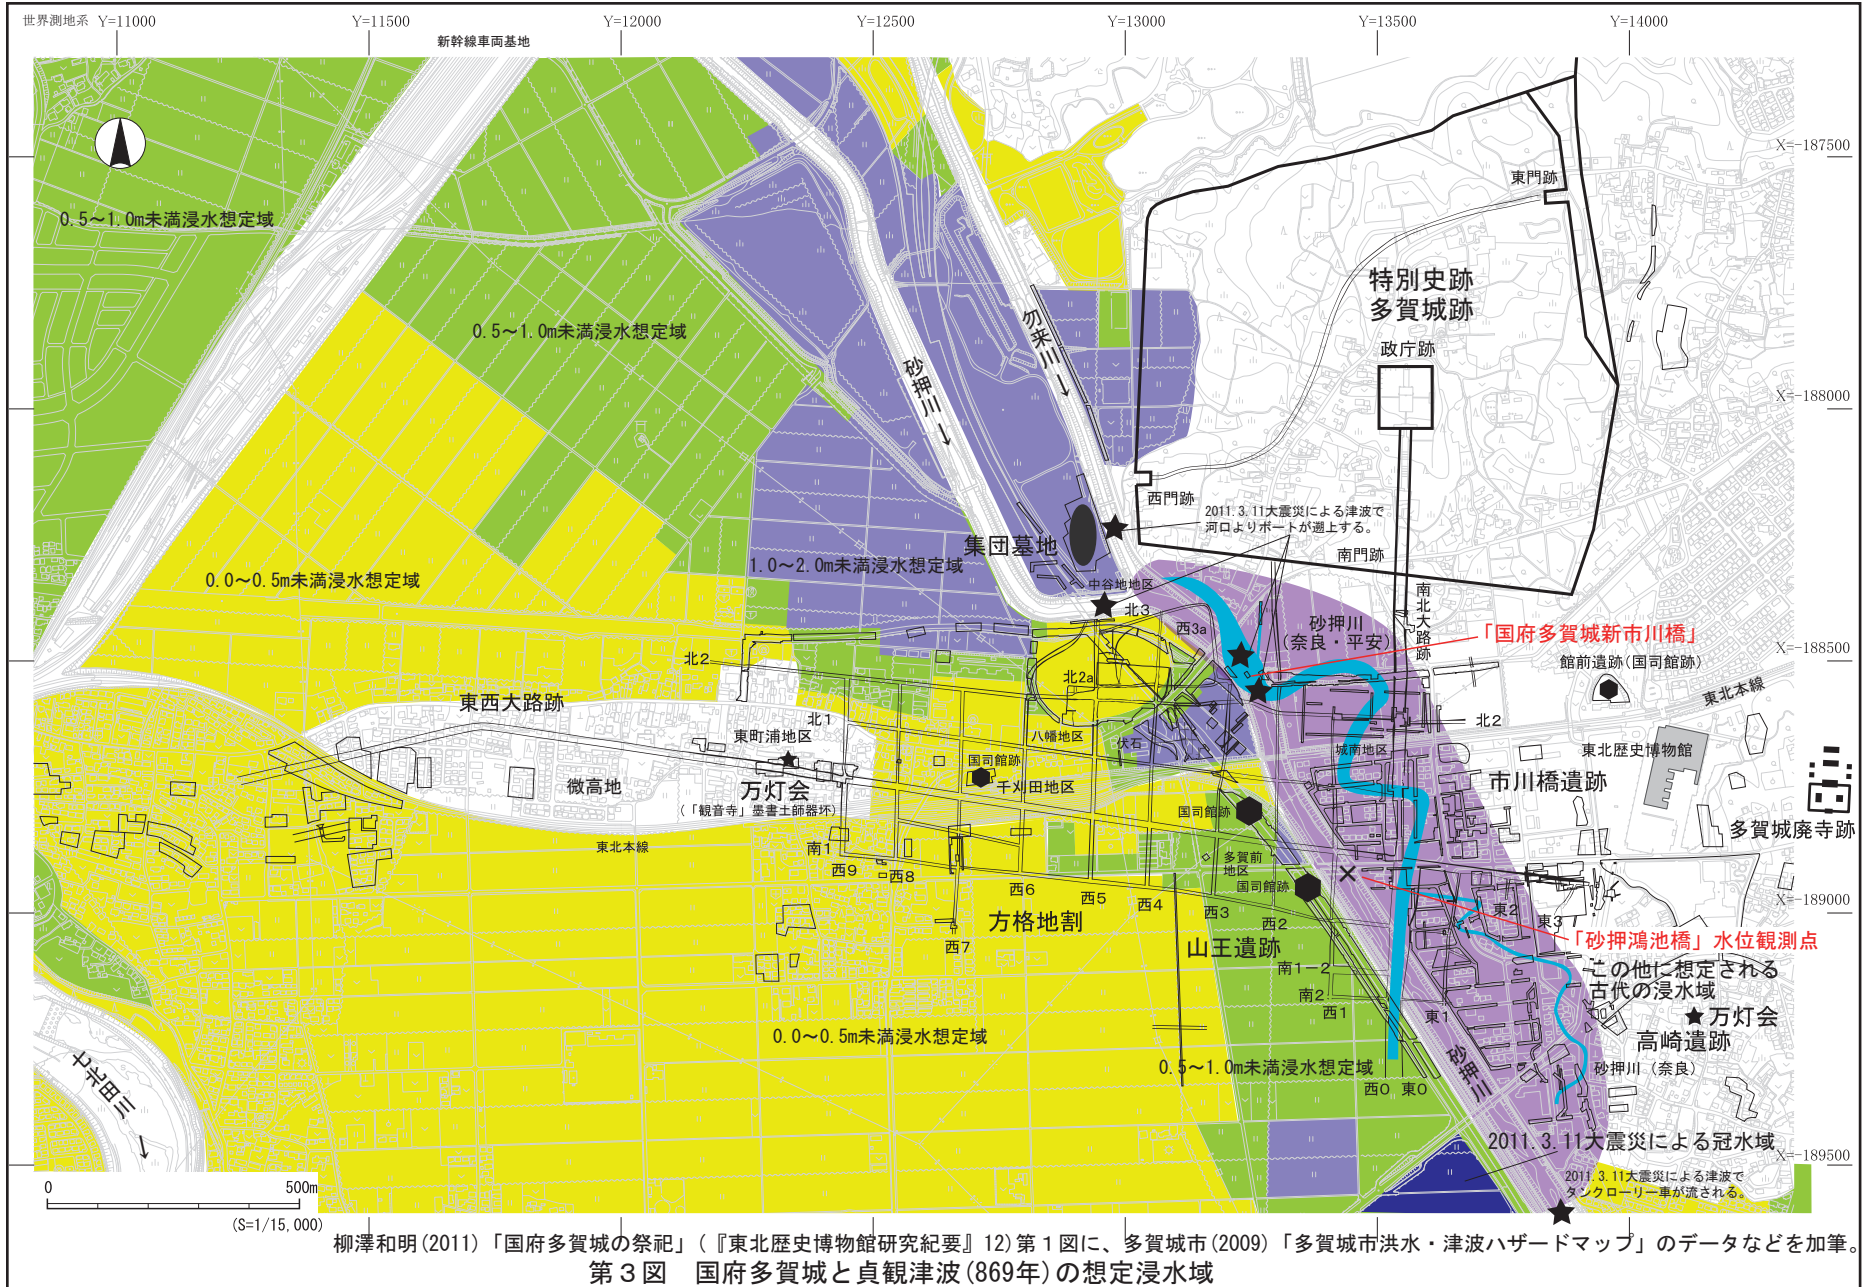 世界測地系 Y=11000
Y=11500
Y=12000
Y=12500
Y=13000
Y=13500
Y=14000
新幹線車両基地
X=-187500
東門跡
0.5～1.0m未満浸水想定域
特別史跡
多賀城跡
0.5～1.0m未満浸水想定域
勿来川→
政庁跡
砂押川→
X=-188000
西門跡
2011.3.11大震災による津波で
河口よりボートが遡上する。
集団墓地
南門跡
1.0～2.0m未満浸水想定域
0.0～0.5m未満浸水想定域
中谷地地区
北3
西3a
砂押川
(奈良・平安)
南北大路跡
「国府多賀城新市川橋」
X=-188500
北2
館前遺跡(国司館跡)
北2a
東北本線
東西大路跡
北1
北2
東町浦地区
八幡地区
伏石
城南地区
東北歴史博物館
国司館跡
千刈田地区
微高地
万灯会
(「観音寺」墨書土師器坏)
市川橋遺跡
国司館跡
多賀城廃寺跡
東北本線
南1
西9
西8
多賀前
地区
国司館跡
西6
西5
西4
西3
西2
東2
東3
X=-189000
方格地割
西7
山王遺跡
「砂押鴻池橋」水位観測点
南1－2
この他に想定される
古代の浸水域
南2
西1
東1
★万灯会
高崎遺跡
0.0～0.5m未満浸水想定域
0.5～1.0m未満浸水想定域
砂押川
砂押川(奈良)
七北田川→
西0
東0
2011.3.11大震災による冠水域
X=-189500
2011.3.11大震災による津波で
タンクローリー車が流される。
0
500m
(S=1/15,000)
柳澤和明(2011)「国府多賀城の祭祀」(『東北歴史博物館研究紀要』12)第1図に、多賀城市(2009)「多賀城市洪水・津波ハザードマップ」のデータなどを加筆。
第3図　国府多賀城と貞観津波(869年)の想定浸水域